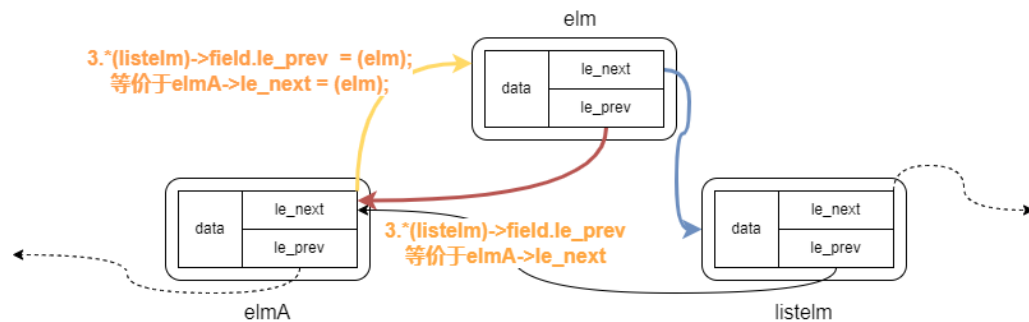 elm
3.*(listelm)->field.le_prev = (elm);
等价于elmA->le_next = (elm);
data
le_next
le_prev
data
le_next
le_prev
3.*(listelm)->field.le_prev
等价于elmA->le_next
data
le_next
le_prev
elmA
listelm